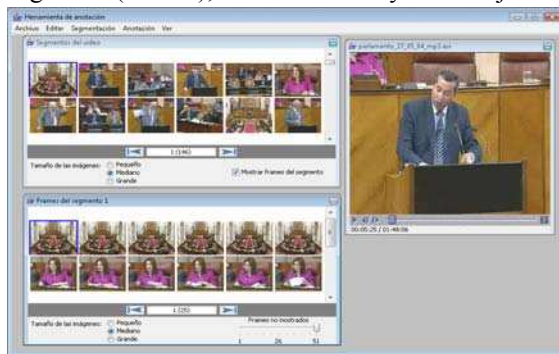 Herramienta de anotación
Archivo Editar Segmentación Anotación Ver
Segmentos del video
parlamento_27_05_04_mp3.avi
1 (146)
Tamaño de las imágenes:
Pequeño
Mediano
Grande
Mostrar frames del segmento
00:05:25 / 01:48:06
Frames del segmento 1
1 (25)
Tamaño de las imágenes:
Pequeño
Mediano
Grande
Frames no mostrados
1 26 51